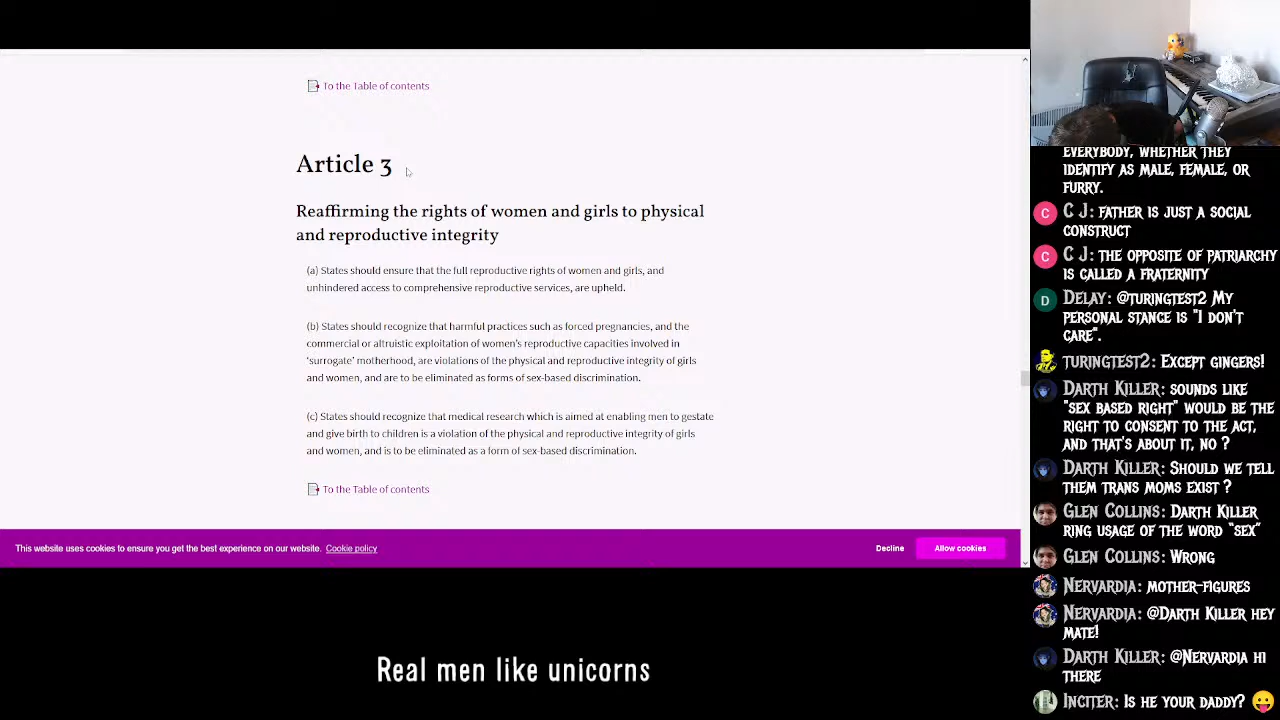 To the Table of contents
Article 3
Reaffirming the rights of women and girls to physical
and reproductive integrity
(a) States should ensure that the full reproductive rights of women and girls, and
unhindered access to comprehensive reproductive services, are upheld.
(b) States should recognize that harmful practices such as forced pregnancies, and the
commercial or altruistic exploitation of women's reproductive capacities involved in
'surrogate' motherhood, are violations of the physical and reproductive integrity of girls
and women, and are to be eliminated as forms of sex-based discrimination.
(c) States should recognize that medical research which is aimed at enabling men to gestate
and give birth to children is a violation of the physical and reproductive integrity of girls
and women, and is to be eliminated as a form of sex-based discrimination.
To the Table of contents
This website uses cookies to ensure you get the best experience on our website. Cookie policy
Decline
Allow cookies
Real men like unicorns
EVERYBODY, WHETHER THEY
IDENTIFY AS MALE, FEMALE, OR
FURRY.
C
C J: FATHER IS JUST A SOCIAL
CONSTRUCT
C
C J: THE OPPOSITE OF PATRIARCHY
IS CALLED A FRATERNITY
D
DELAY: @TURINGTEST2 MY
PERSONAL STANCE IS "I DON'T
CARE".
TURINGTEST2: EXCEPT GINGERS!
DARTH KILLER: SOUNDS LIKE
"SEX BASED RIGHT" WOULD BE THE
RIGHT TO CONSENT TO THE ACT,
AND THAT'S ABOUT IT, NO ?
DARTH KILLER: SHOULD WE TELL
THEM TRANS MOMS EXIST ?
GLEN COLLINS: DARTH KILLER
RING USAGE OF THE WORD "SEX"
GLEN COLLINS: WRONG
NERVARDIA: MOTHER-FIGURES
NERVARDIA: @DARTH KILLER HEY
MATE!
DARTH KILLER: @NERVARDIA HI
THERE
INCITER: IS HE YOUR DADDY? 😛